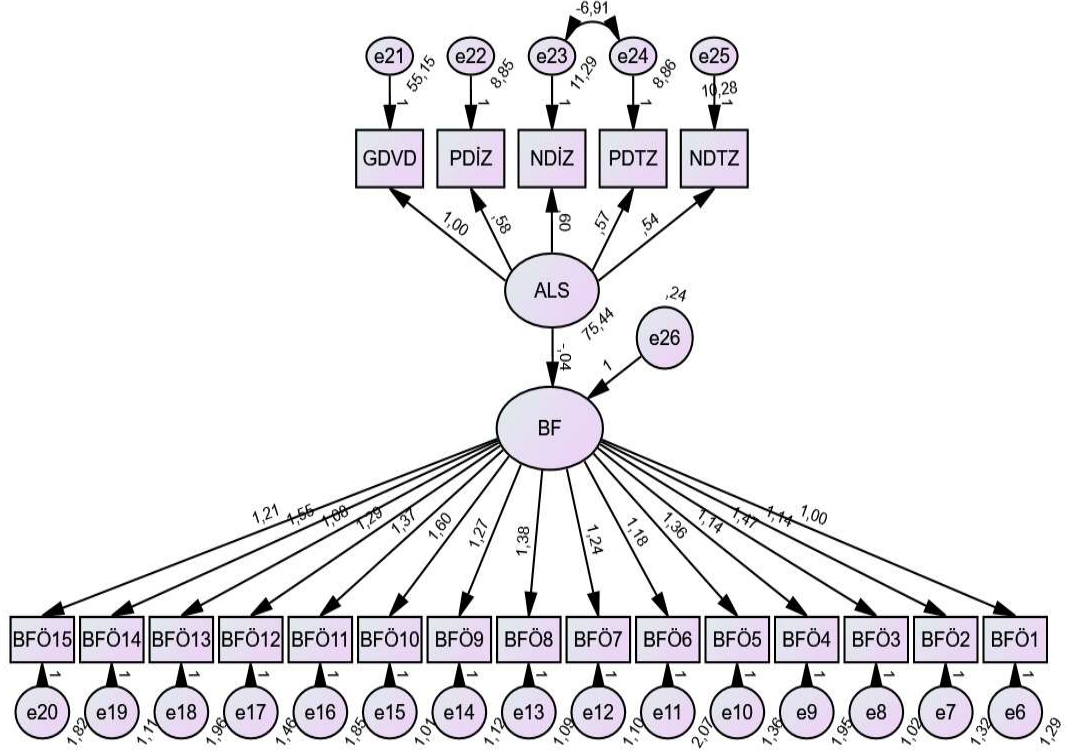 -6,91
e21 e22 e23 e24 e25
55,15 8,85 11,29 8,86 10,28
1 1 1 1 1
GDVD PDİZ NDİZ PDTZ NDTZ
1,00 ,58 ,60 ,57 ,54
ALS
75,44
,24
e26
-,04
1
BF
1,21 1,55 1,08 1,29 1,37 1,60 1,27 1,38 1,24 1,18 1,36 1,14 1,47 1,14 1,00
BFÖ15 BFÖ14 BFÖ13 BFÖ12 BFÖ11 BFÖ10 BFÖ9 BFÖ8 BFÖ7 BFÖ6 BFÖ5 BFÖ4 BFÖ3 BFÖ2 BFÖ1
1 1 1 1 1 1 1 1 1 1 1 1 1 1 1
e20 e19 e18 e17 e16 e15 e14 e13 e12 e11 e10 e9 e8 e7 e6
1,82 1,11 1,96 1,46 1,85 1,01 1,12 1,09 1,10 2,07 1,36 1,95 1,02 1,32 1,29